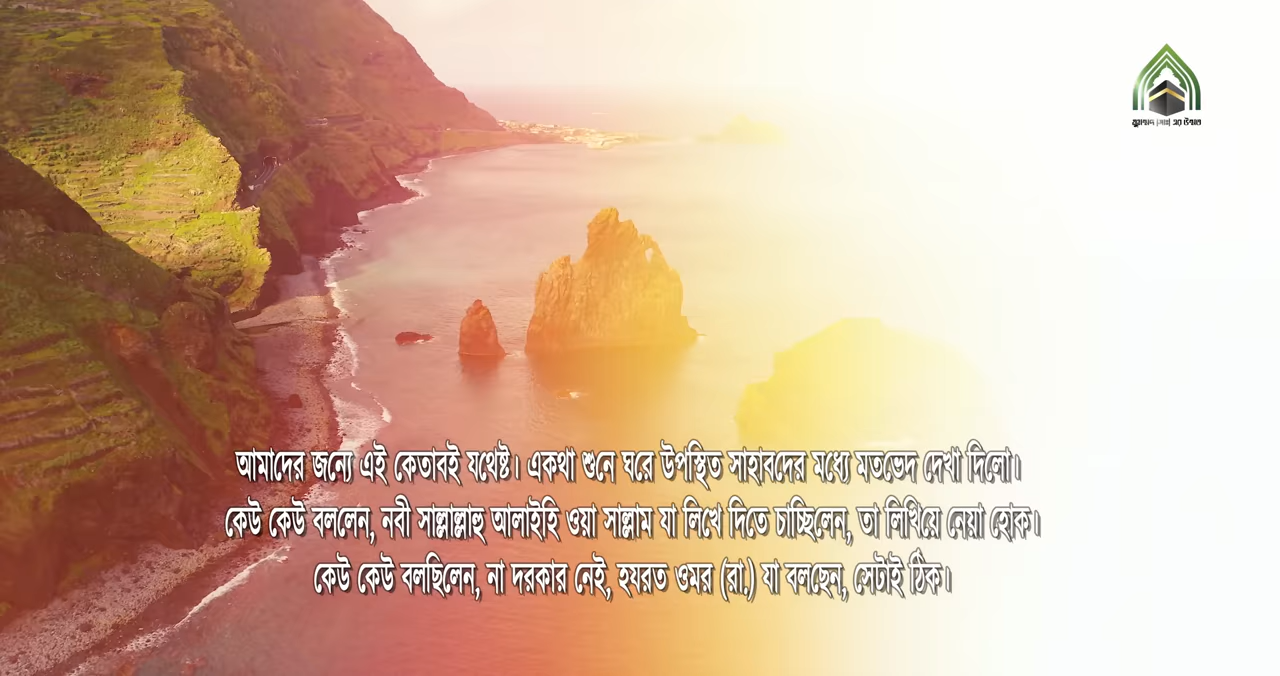 আমাদের জন্যে এই কেতাবই যথেষ্ট। একথা শুনে ঘরে উপস্থিত সাহাবদের মধ্যে মতভেদ দেখা দিলো।
কেউ কেউ বললেন, নবী সাল্লাল্লাহু আলাইহি ওয়া সাল্লাম যা লিখে দিতে চাচ্ছিলেন, তা লিখিয়ে নেয়া হোক।
কেউ কেউ বলছিলেন, না দরকার নেই, হযরত ওমর (রা.) যা বলছেন, সেটাই ঠিক।